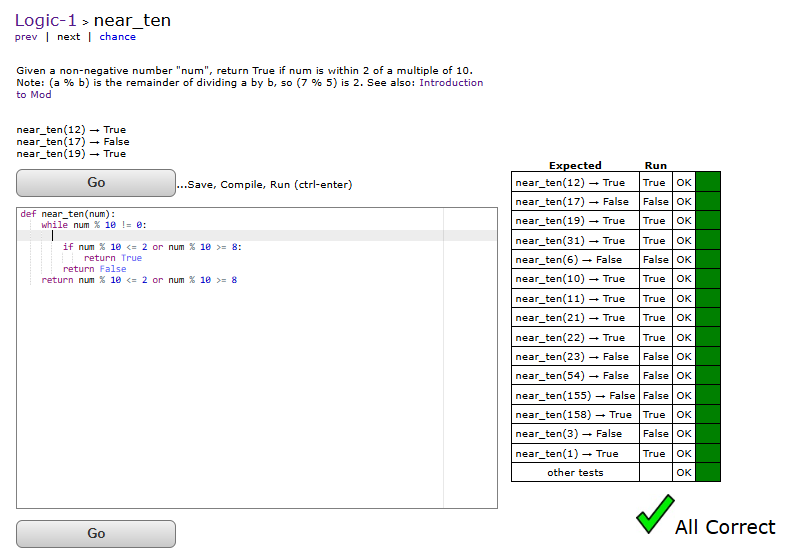 Logic-1 > near_ten
prev | next | chance
Given a non-negative number "num", return True if num is within 2 of a multiple of 10.
Note: (a % b) is the remainder of dividing a by b, so (7 % 5) is 2. See also: Introduction
to Mod
near_ten(12) → True
near_ten(17) → False
near_ten(19) → True
Go
...Save, Compile, Run (ctrl-enter)
def near_ten(num):
while num % 10 != 0:
if num % 10 <= 2 or num % 10 >= 8:
return True
return False
return num % 10 <= 2 or num % 10 >= 8
Go
Expected Run
near_ten(12) → True True OK
near_ten(17) → False False OK
near_ten(19) → True True OK
near_ten(31) → True True OK
near_ten(6) → False False OK
near_ten(10) → True True OK
near_ten(11) → True True OK
near_ten(21) → True True OK
near_ten(22) → True True OK
near_ten(23) → False False OK
near_ten(54) → False False OK
near_ten(155) → False False OK
near_ten(158) → True True OK
near_ten(3) → False False OK
near_ten(1) → True True OK
other tests OK
All Correct